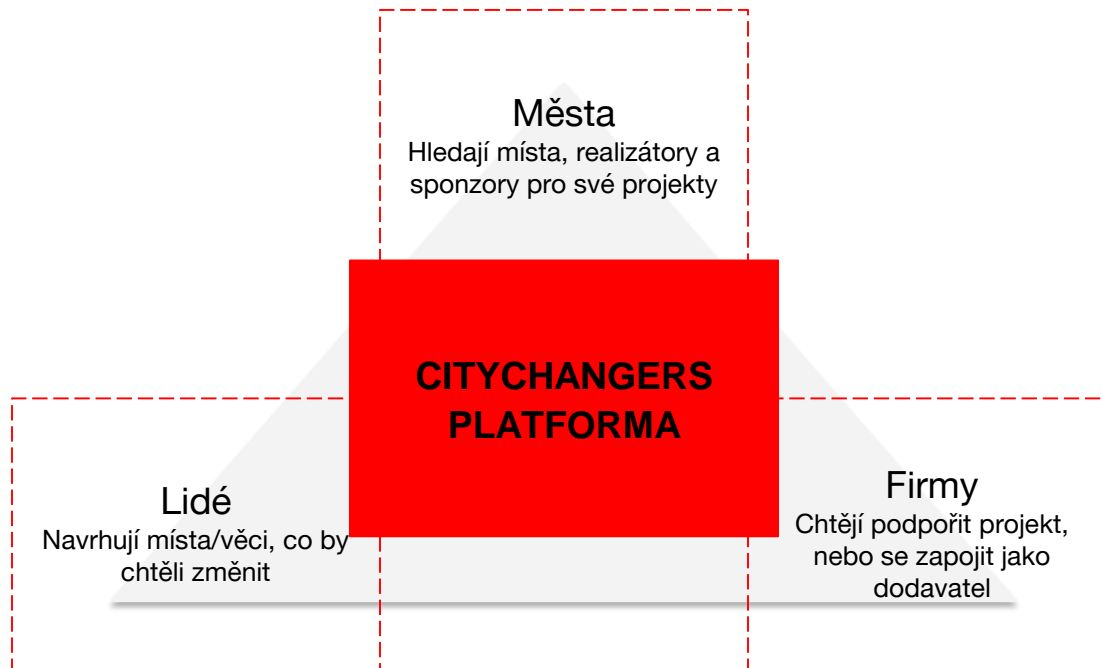 Města
Hledají místa, realizátory a
sponzory pro své projekty
CITYCHANGERS
PLATFORMA
Lidé
Navrhují místa/věci, co by
chtěli změnit
Firmy
Chtějí podpořit projekt,
nebo se zapojit jako
dodavatel